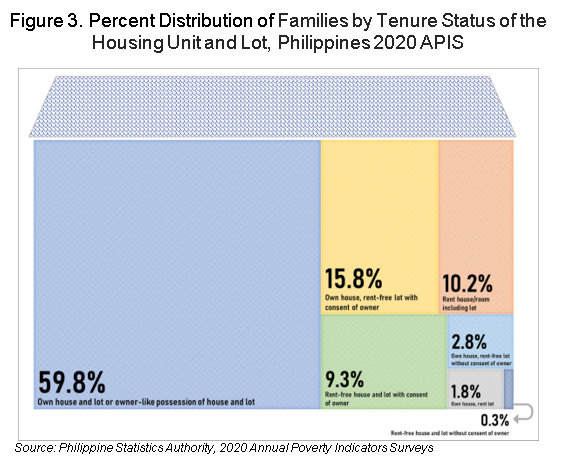 Figure 3. Percent Distribution of Families by Tenure Status of the
Housing Unit and Lot, Philippines 2020 APIS
15.8%
Own house, rent-free lot with
consent of owner
10.2%
Rent house/room
including lot
59.8%
Own house and lot or owner-like possession of house and lot
9.3%
Rent-free house and lot with consent
of owner
2.8%
Own house, rent-free lot
without consent of owner
1.8%
Own house, rent lot
0.3%
Rent-free house and lot without consent of owner
Source: Philippine Statistics Authority, 2020 Annual Poverty Indicators Surveys